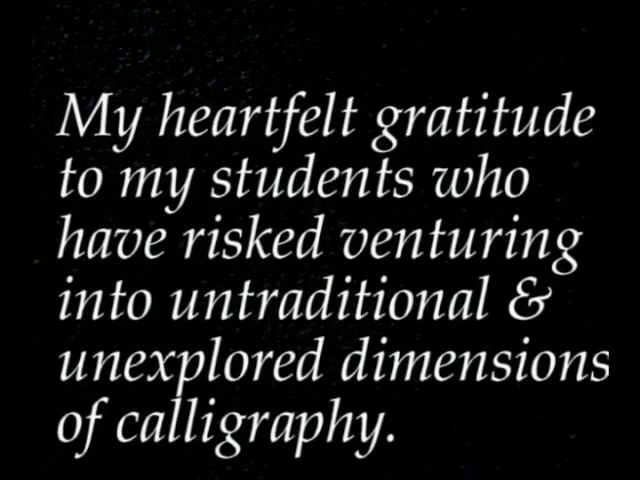 My heartfelt gratitude
to my students who
have risked venturing
into untraditional &
unexplored dimensions
of calligraphy.